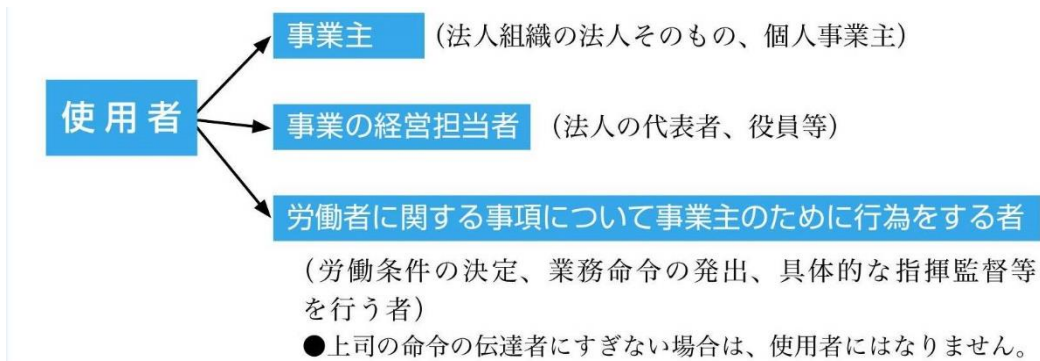 事業主 (法人組織の法人そのもの、個人事業主)
使用者
事業の経営担当者 (法人の代表者、役員等)
労働者に関する事項について事業主のために行為をする者
(労働条件の決定、業務命令の発出、具体的な指揮監督等
を行う者)
●上司の命令の伝達者にすぎない場合は、使用者にはなりません。